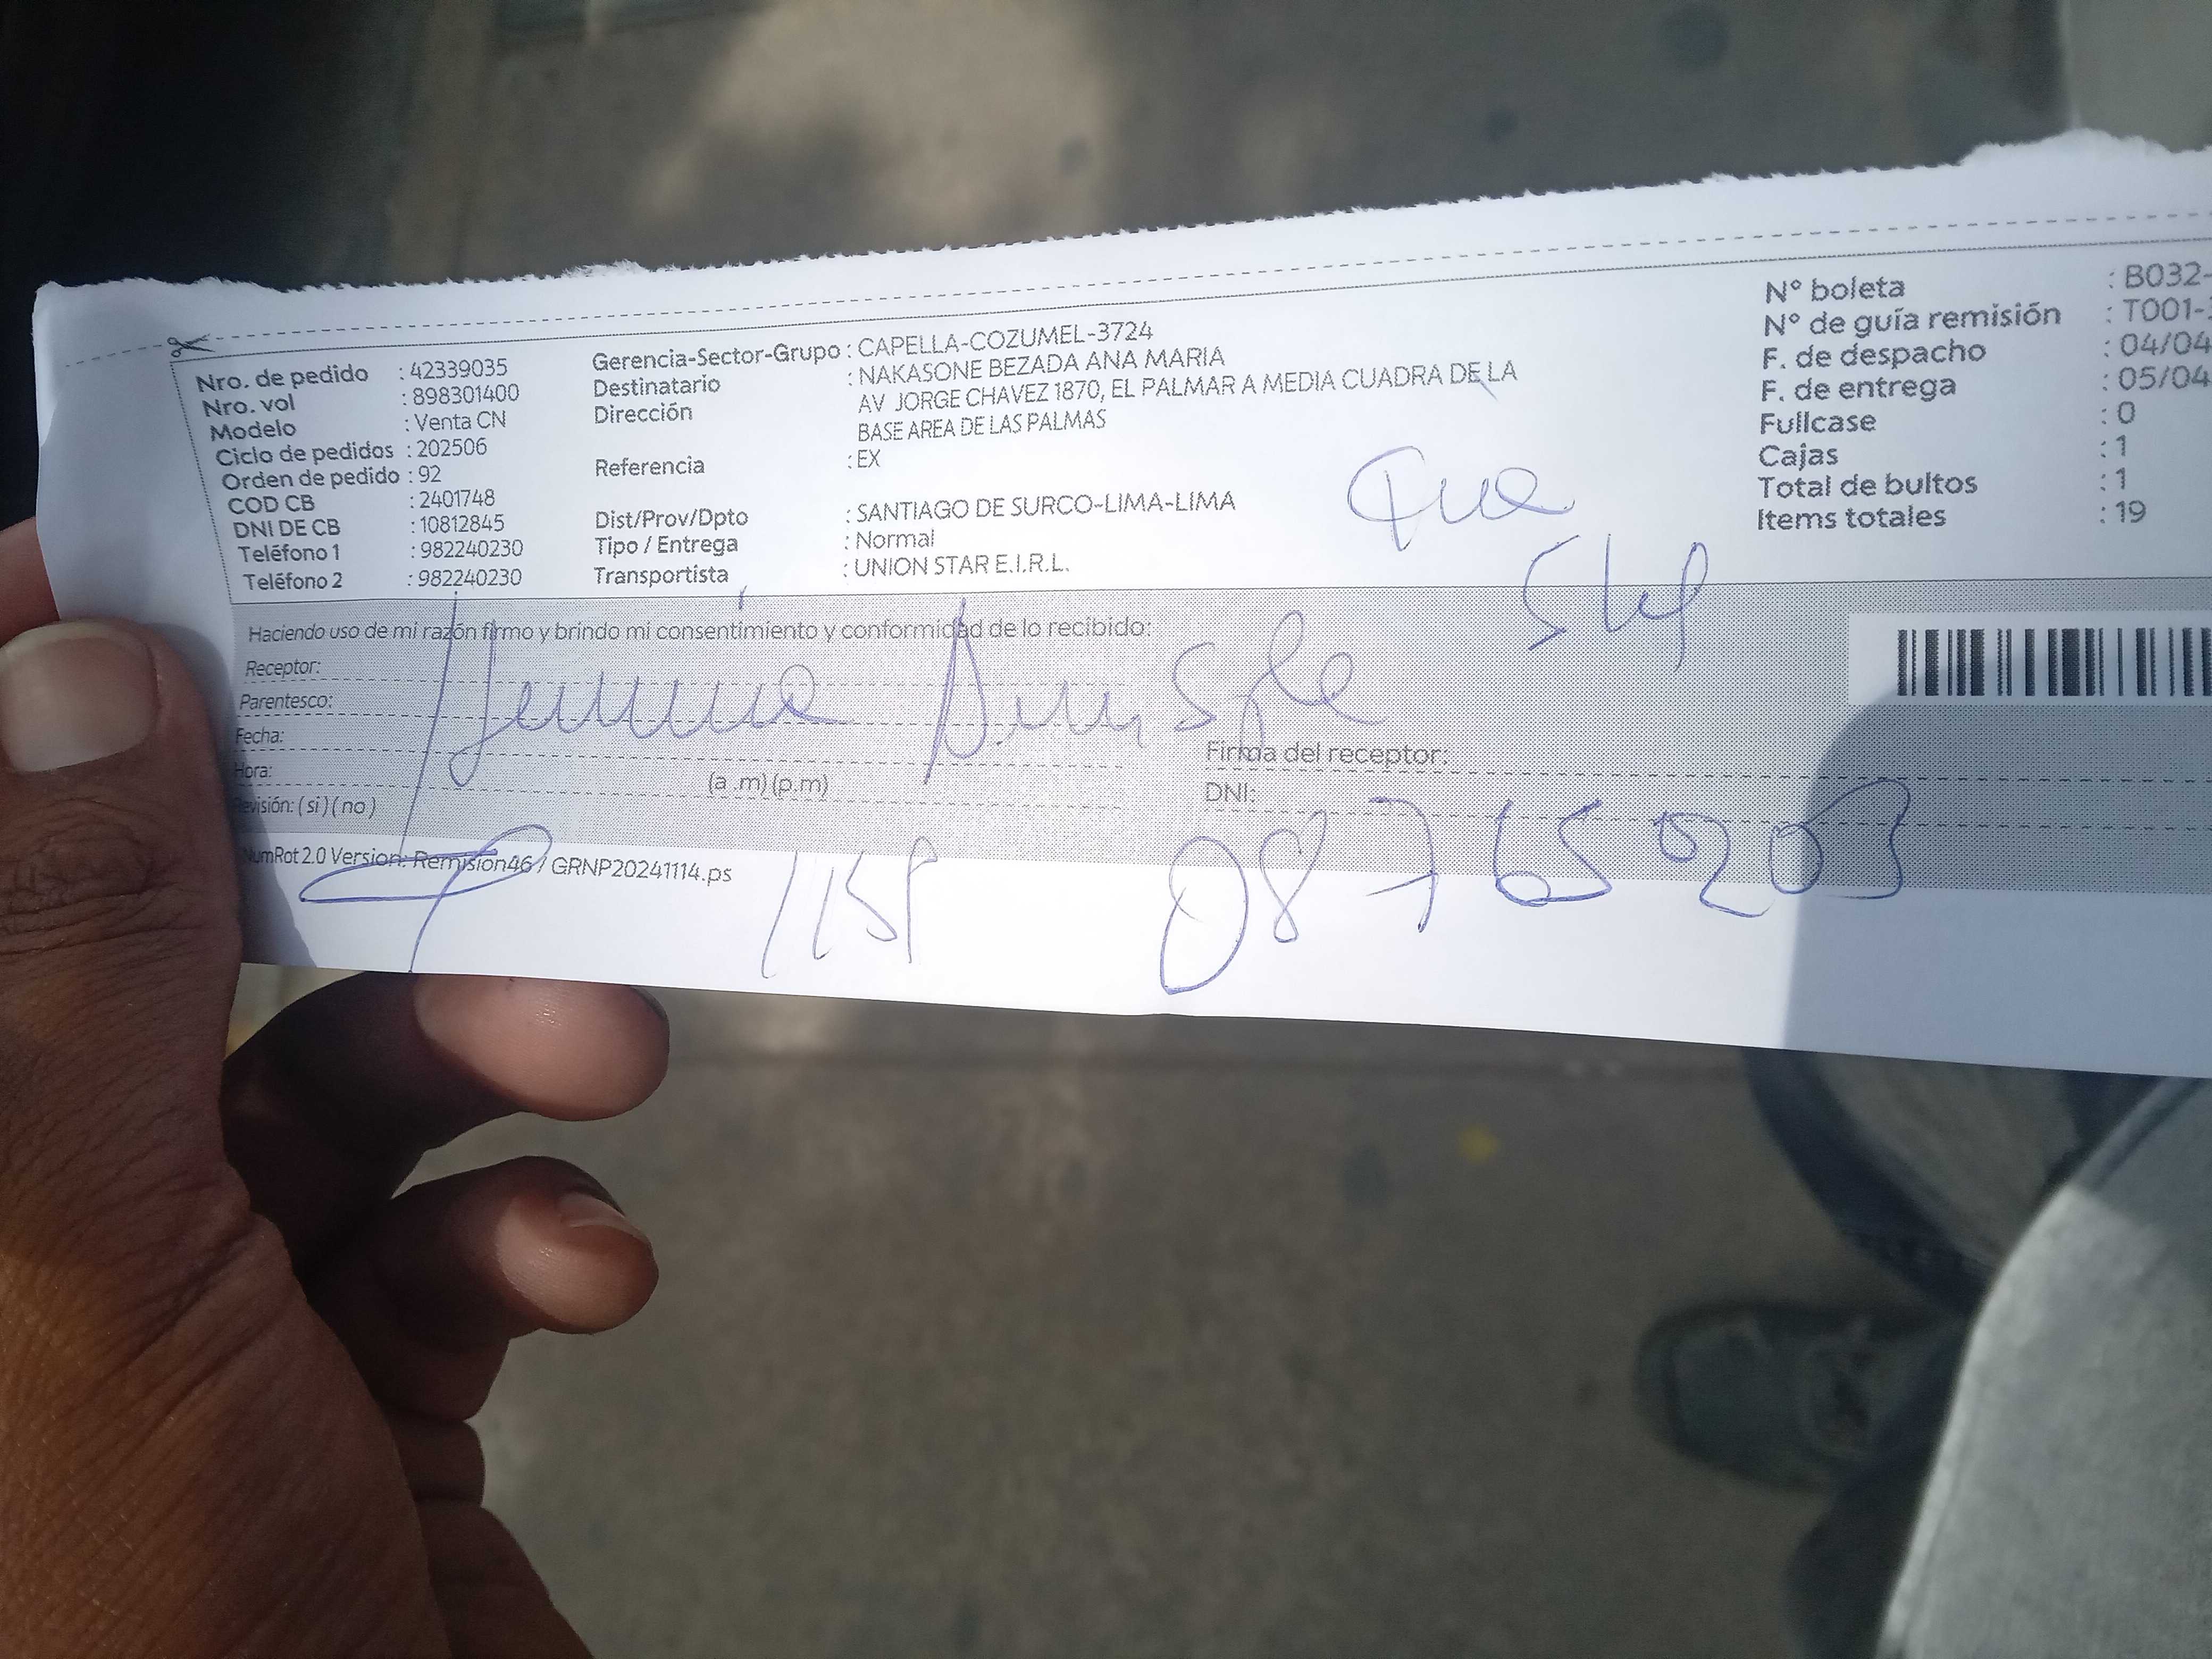 Nro. de pedido : 42339035
Nro. vol : 898301400
Modelo : Venta CN
Ciclo de pedidos : 202506
Orden de pedido : 92
COD CB : 2401748
DNI DE CB : 10812845
Teléfono 1 : 982240230
Teléfono 2 : 982240230
Gerencia-Sector-Grupo : CAPELLA-COZUMEL-3724
Destinatario : NAKASONE BEZADA ANA MARIA
Dirección AV JORGE CHAVEZ 1870, EL PALMAR A MEDIA CUADRA DE LA
BASE AREA DE LAS PALMAS
Referencia : EX
Dist/Prov/Dpto : SANTIAGO DE SURCO-LIMA-LIMA
Tipo / Entrega : Normal
Transportista : UNION STAR E.I.R.L.
N° boleta : B032-
N° de guía remisión : T001-
F. de despacho : 04/04
F. de entrega : 05/04
Fullcase : 0
Cajas : 1
Total de bultos : 1
Items totales : 19
Haciendo uso de mi razón firmo y brindo mi consentimiento y conformidad de lo recibido:
Receptor:
Parentesco:
Fecha:
Hora: (a .m) (p.m)
Revisión: ( si ) ( no )
Firma del receptor:
DNI:
08765203
NumRot 2.0 Version: Remision46 / GRNP20241114.ps